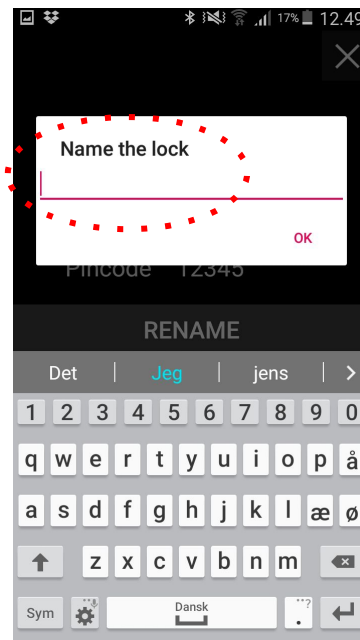 17% 12.49
Name the lock
OK
Pincode 12345
RENAME
Det Jeg jens
1 2 3 4 5 6 7 8 9 0
q w e r t y u i o p å
a s d f g h j k l æ ø
z x c v b n m
Sym Dansk . ...?